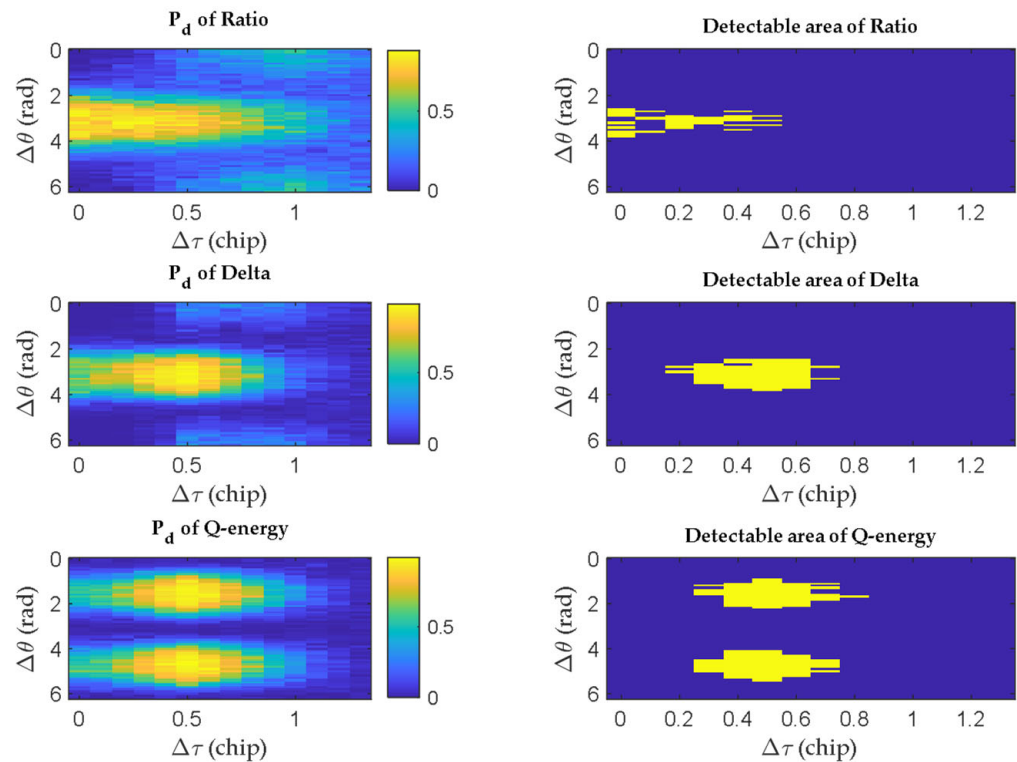 P_d of Ratio
0
2
4
6
Δθ (rad)
0 0.5 1
Δτ (chip)
0.5
0
Detectable area of Ratio
0
2
4
6
Δθ (rad)
0 0.2 0.4 0.6 0.8 1 1.2
Δτ (chip)
P_d of Delta
0
2
4
6
Δθ (rad)
0 0.5 1
Δτ (chip)
0.5
0
Detectable area of Delta
0
2
4
6
Δθ (rad)
0 0.2 0.4 0.6 0.8 1 1.2
Δτ (chip)
P_d of Q-energy
0
2
4
6
Δθ (rad)
0 0.5 1
Δτ (chip)
0.5
0
Detectable area of Q-energy
0
2
4
6
Δθ (rad)
0 0.2 0.4 0.6 0.8 1 1.2
Δτ (chip)